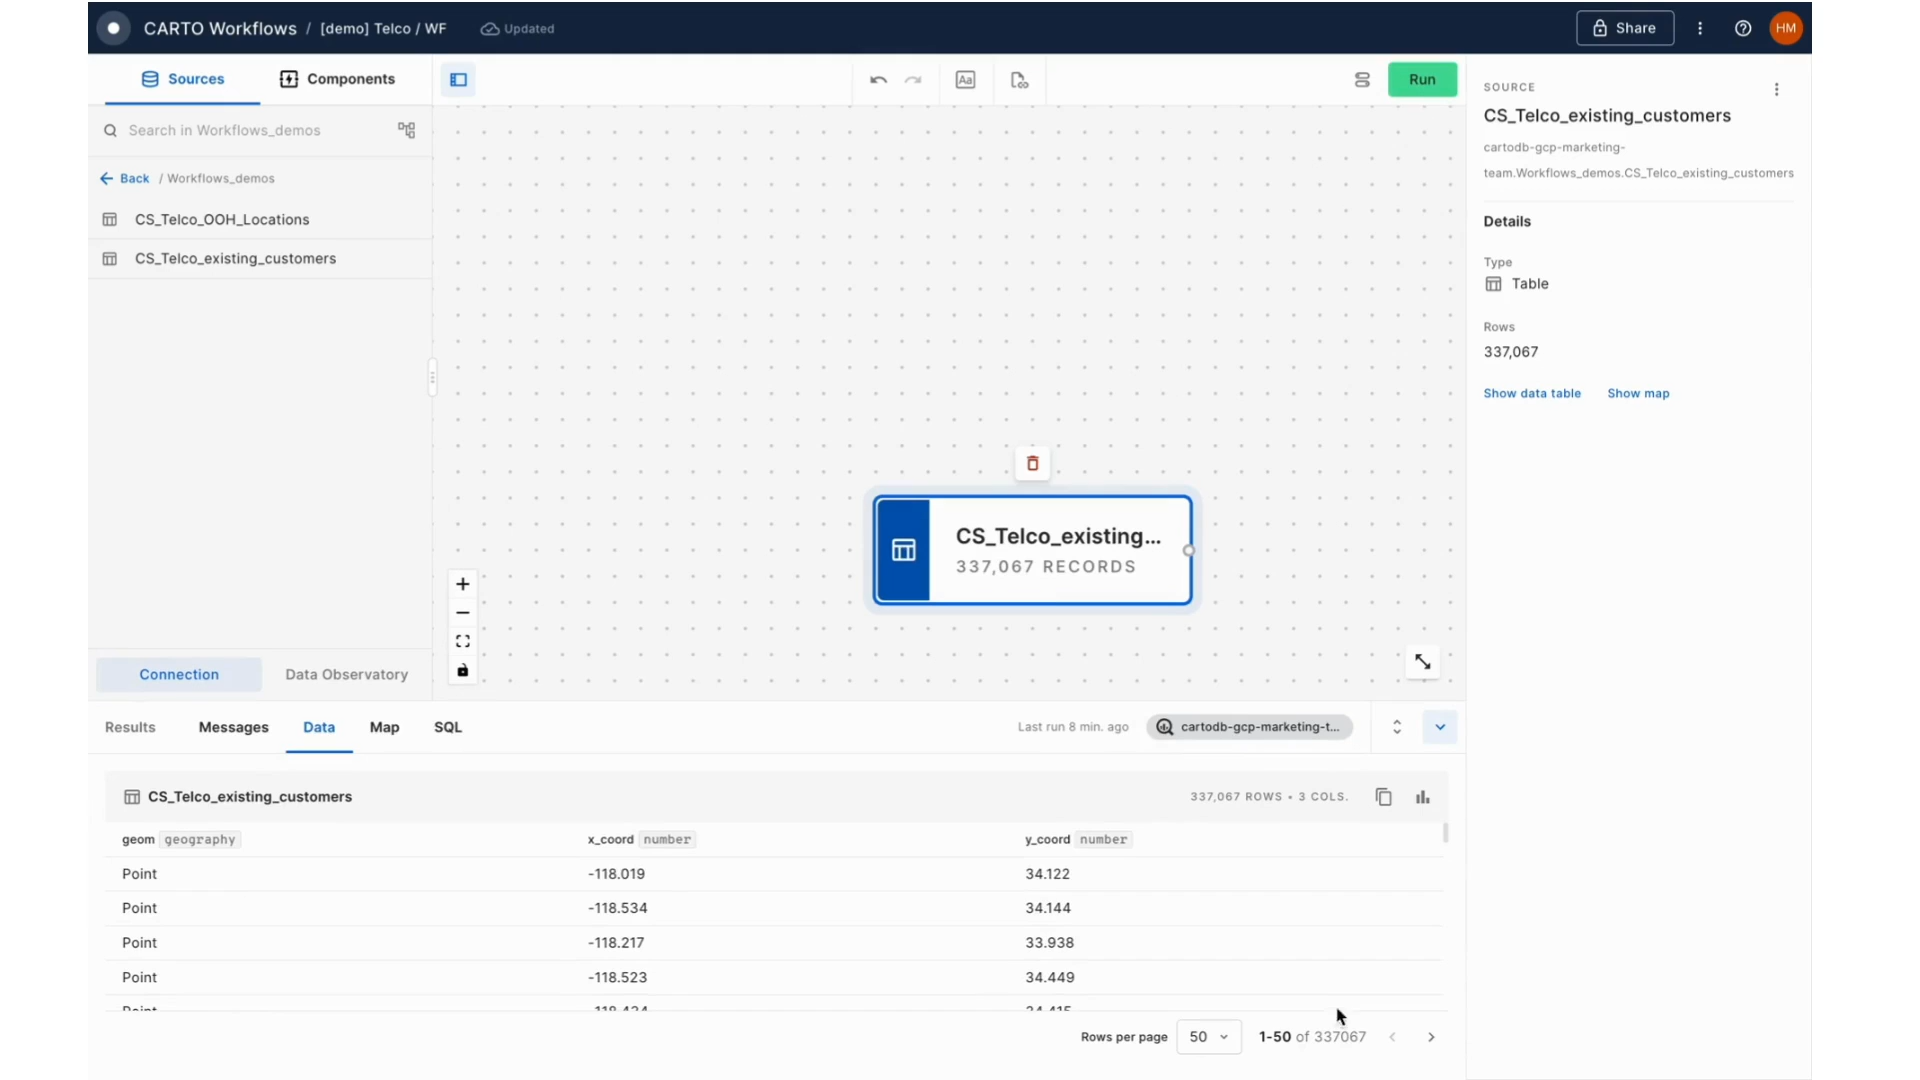 CARTO Workflows / [demo] Telco / WF Updated Share HM
Sources Components Aa Run
Search in Workflows_demos
Back / Workflows_demos
CS_Telco_OOH_Locations
CS_Telco_existing_customers
Connection Data Observatory
SOURCE
CS_Telco_existing_customers
cartodb-gcp-marketing-
team.Workflows_demos.CS_Telco_existing_customers
Details
Type
Table
Rows
337,067
Show data table Show map
CS_Telco_existing...
337,067 RECORDS
Results Messages Data Map SQL Last run 8 min. ago cartodb-gcp-marketing-t...
CS_Telco_existing_customers 337,067 ROWS • 3 COLS.
geom geography x_coord number y_coord number
Point -118.019 34.122
Point -118.534 34.144
Point -118.217 33.938
Point -118.523 34.449
Point -118.434 34.415
Rows per page 50 1-50 of 337067